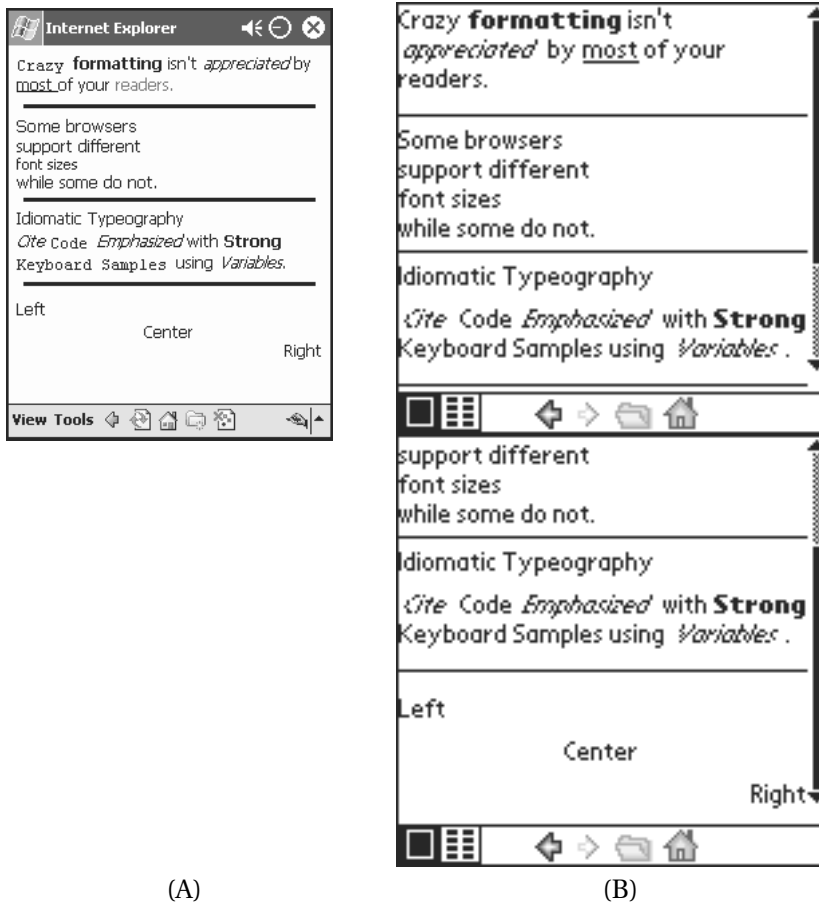 Internet Explorer
Crazy formatting isn't appreciated by
most of your readers.
Some browsers
support different
font sizes
while some do not.
Idiomatic Typeography
Cite Code Emphasized with Strong
Keyboard Samples using Variables.
Left
Center
Right
View Tools
(A)
Crazy formatting isn't
appreciated by most of your
readers.
Some browsers
support different
font sizes
while some do not.
Idiomatic Typeography
Cite Code Emphasized with Strong
Keyboard Samples using Variables .
support different
font sizes
while some do not.
Idiomatic Typeography
Cite Code Emphasized with Strong
Keyboard Samples using Variables .
Left
Center
Right
(B)